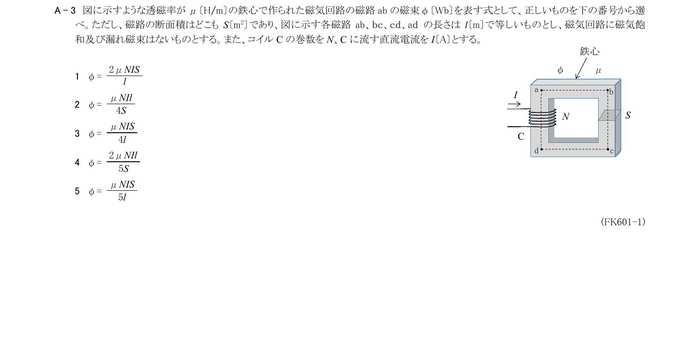 A－3 図に示すような透磁率が μ〔H/m〕の鉄心で作られた磁気回路の磁路 ab の磁束 φ〔Wb〕を表す式として、正しいものを下の番号から選
べ。ただし、磁路の断面積はどこも S〔m²〕であり、図に示す各磁路 ab、bc、cd、ad の長さは l〔m〕で等しいものとし、磁気回路に磁気飽
和及び漏れ磁束はないものとする。また、コイル C の巻数を N、C に流す直流電流を I〔A〕とする。
1 φ＝ 2μNIS/l
2 φ＝ μNIl/4S
3 φ＝ μNIS/4l
4 φ＝ 2μNIl/5S
5 φ＝ μNIS/5l
鉄心
φ μ
a b
I
N S
C
d c
(FK601-1)